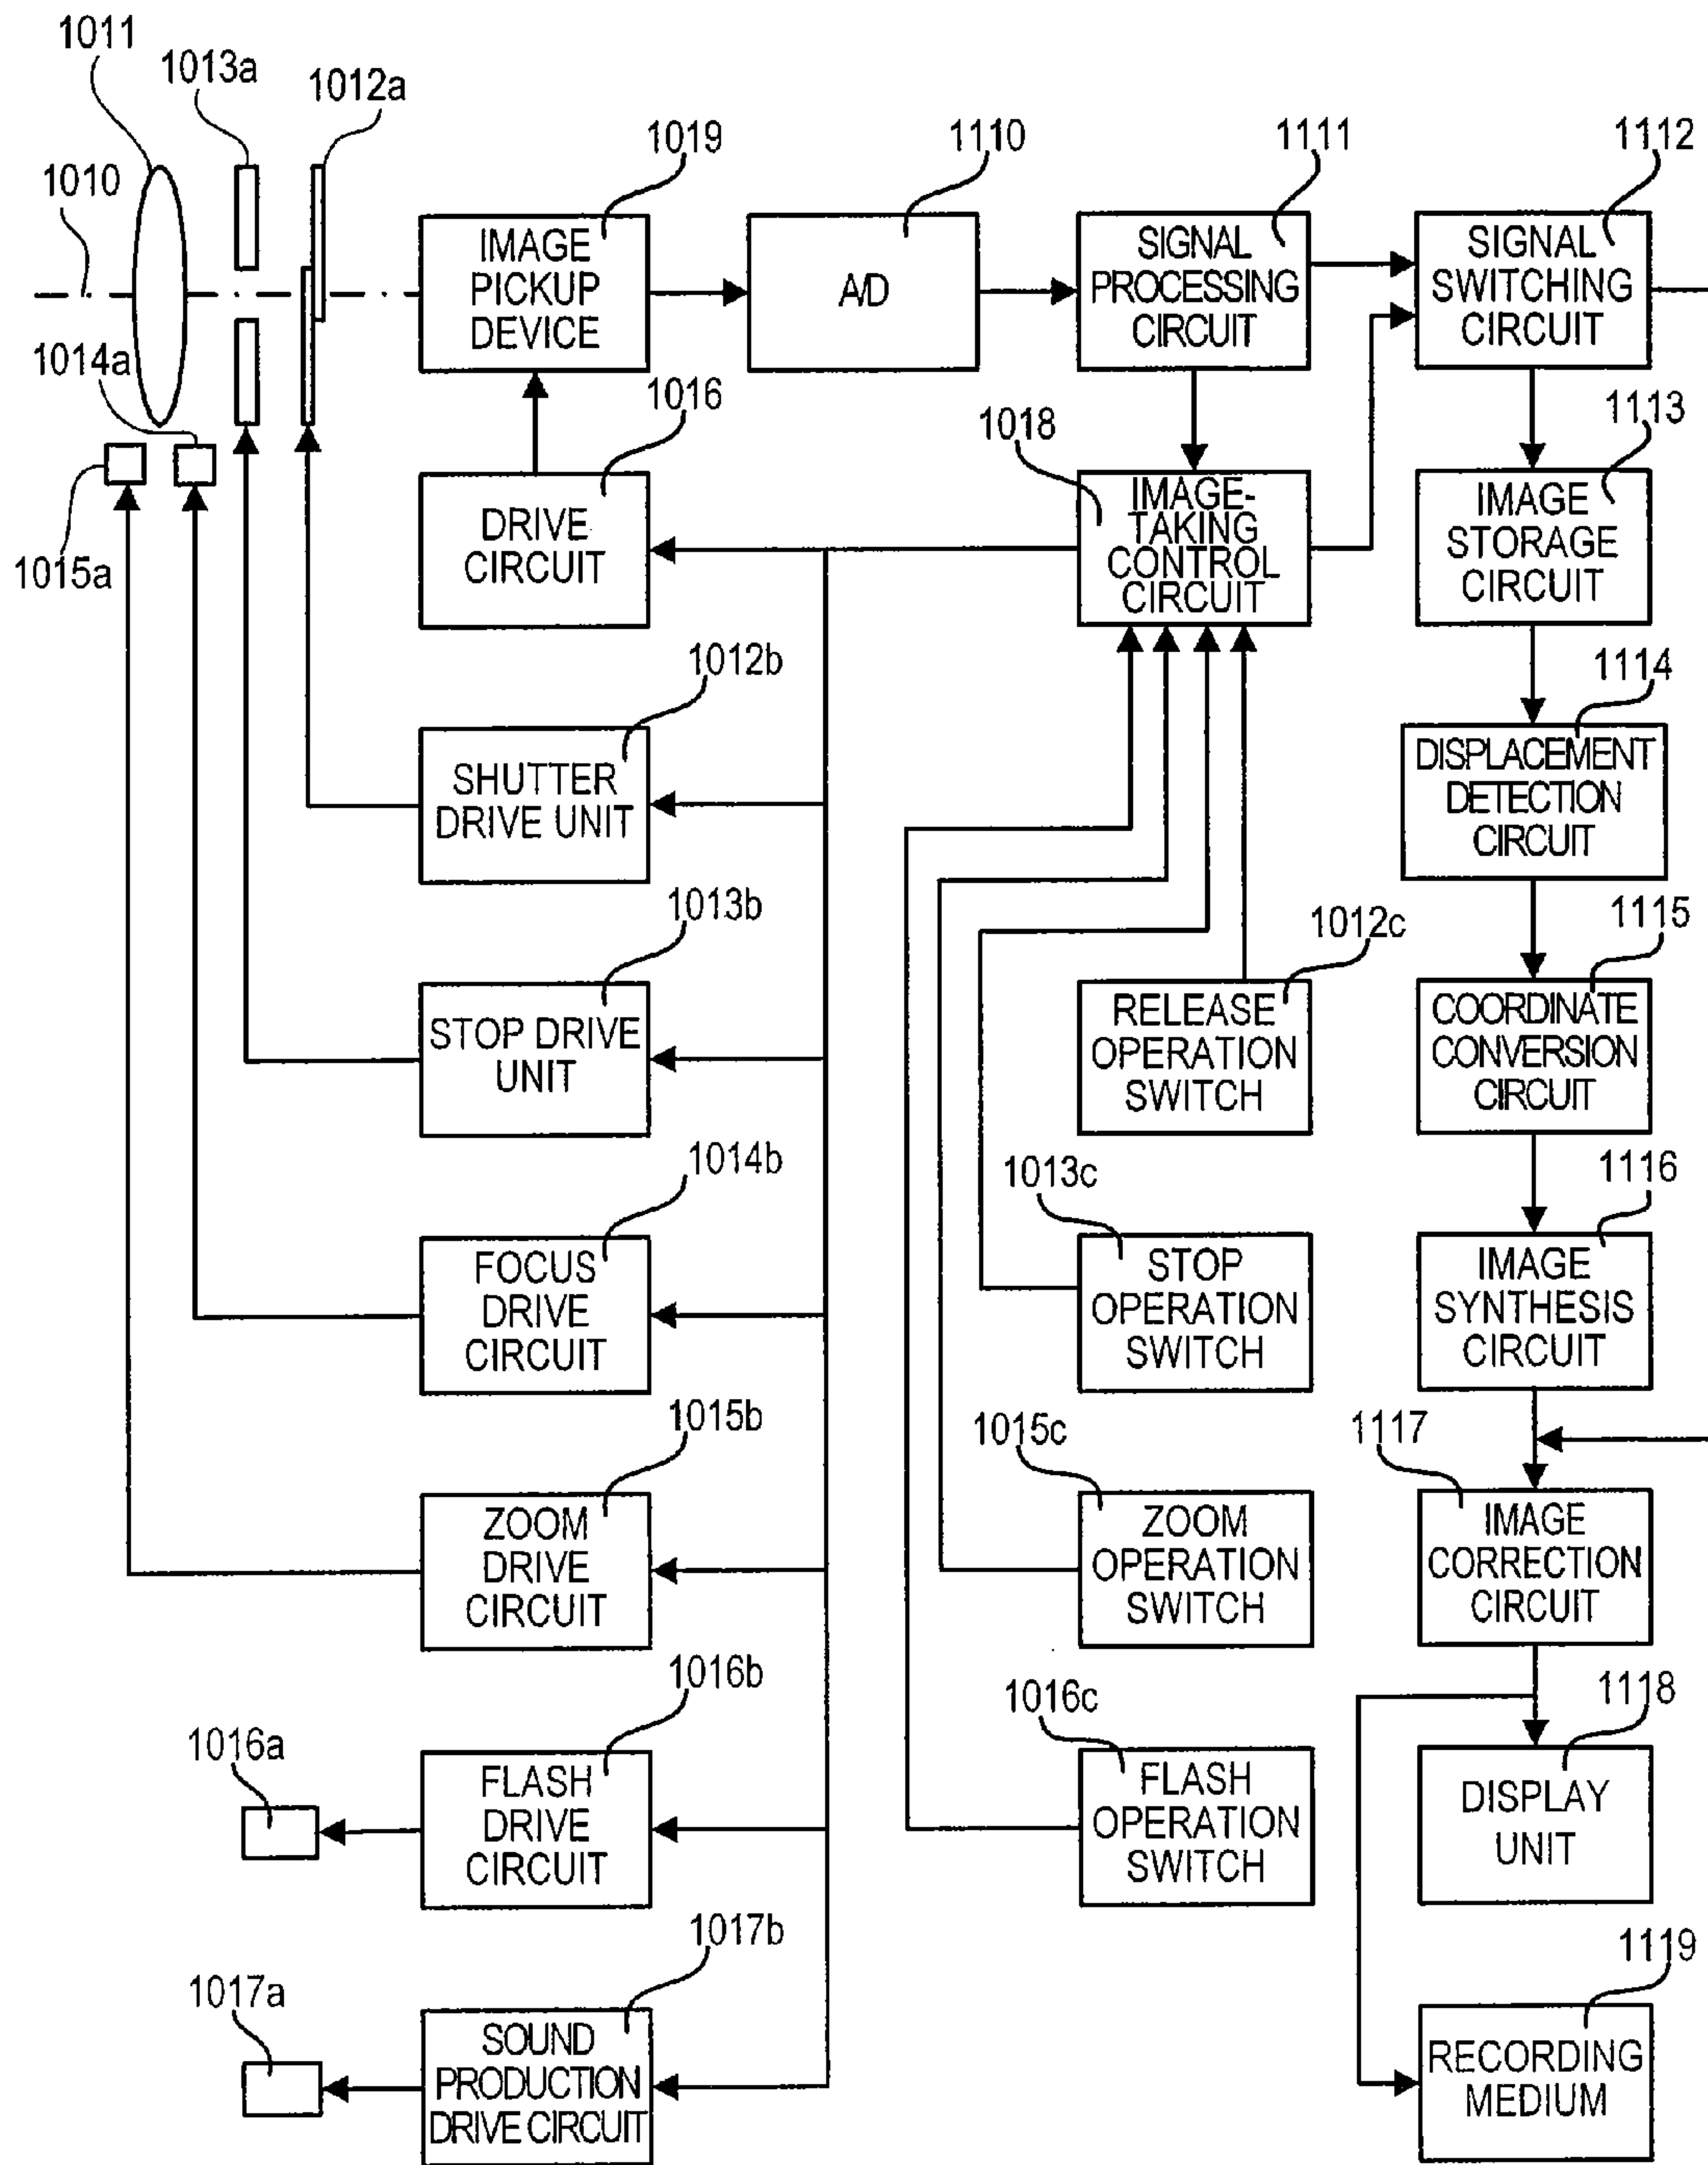 1011
1013a
1012a
1010
1014a
1015a
1019
IMAGE
PICKUP
DEVICE
1110
A/D
1111
SIGNAL
PROCESSING
CIRCUIT
1112
SIGNAL
SWITCHING
CIRCUIT
1016
DRIVE
CIRCUIT
1018
IMAGE-
TAKING
CONTROL
CIRCUIT
1113
IMAGE
STORAGE
CIRCUIT
1012b
SHUTTER
DRIVE UNIT
1114
DISPLACEMENT
DETECTION
CIRCUIT
1013b
STOP DRIVE
UNIT
1012c
RELEASE
OPERATION
SWITCH
1115
COORDINATE
CONVERSION
CIRCUIT
1014b
FOCUS
DRIVE
CIRCUIT
1013c
STOP
OPERATION
SWITCH
1116
IMAGE
SYNTHESIS
CIRCUIT
1015b
ZOOM
DRIVE
CIRCUIT
1015c
ZOOM
OPERATION
SWITCH
1117
IMAGE
CORRECTION
CIRCUIT
1016a
1016b
FLASH
DRIVE
CIRCUIT
1016c
FLASH
OPERATION
SWITCH
1118
DISPLAY
UNIT
1017a
1017b
SOUND
PRODUCTION
DRIVE CIRCUIT
1119
RECORDING
MEDIUM